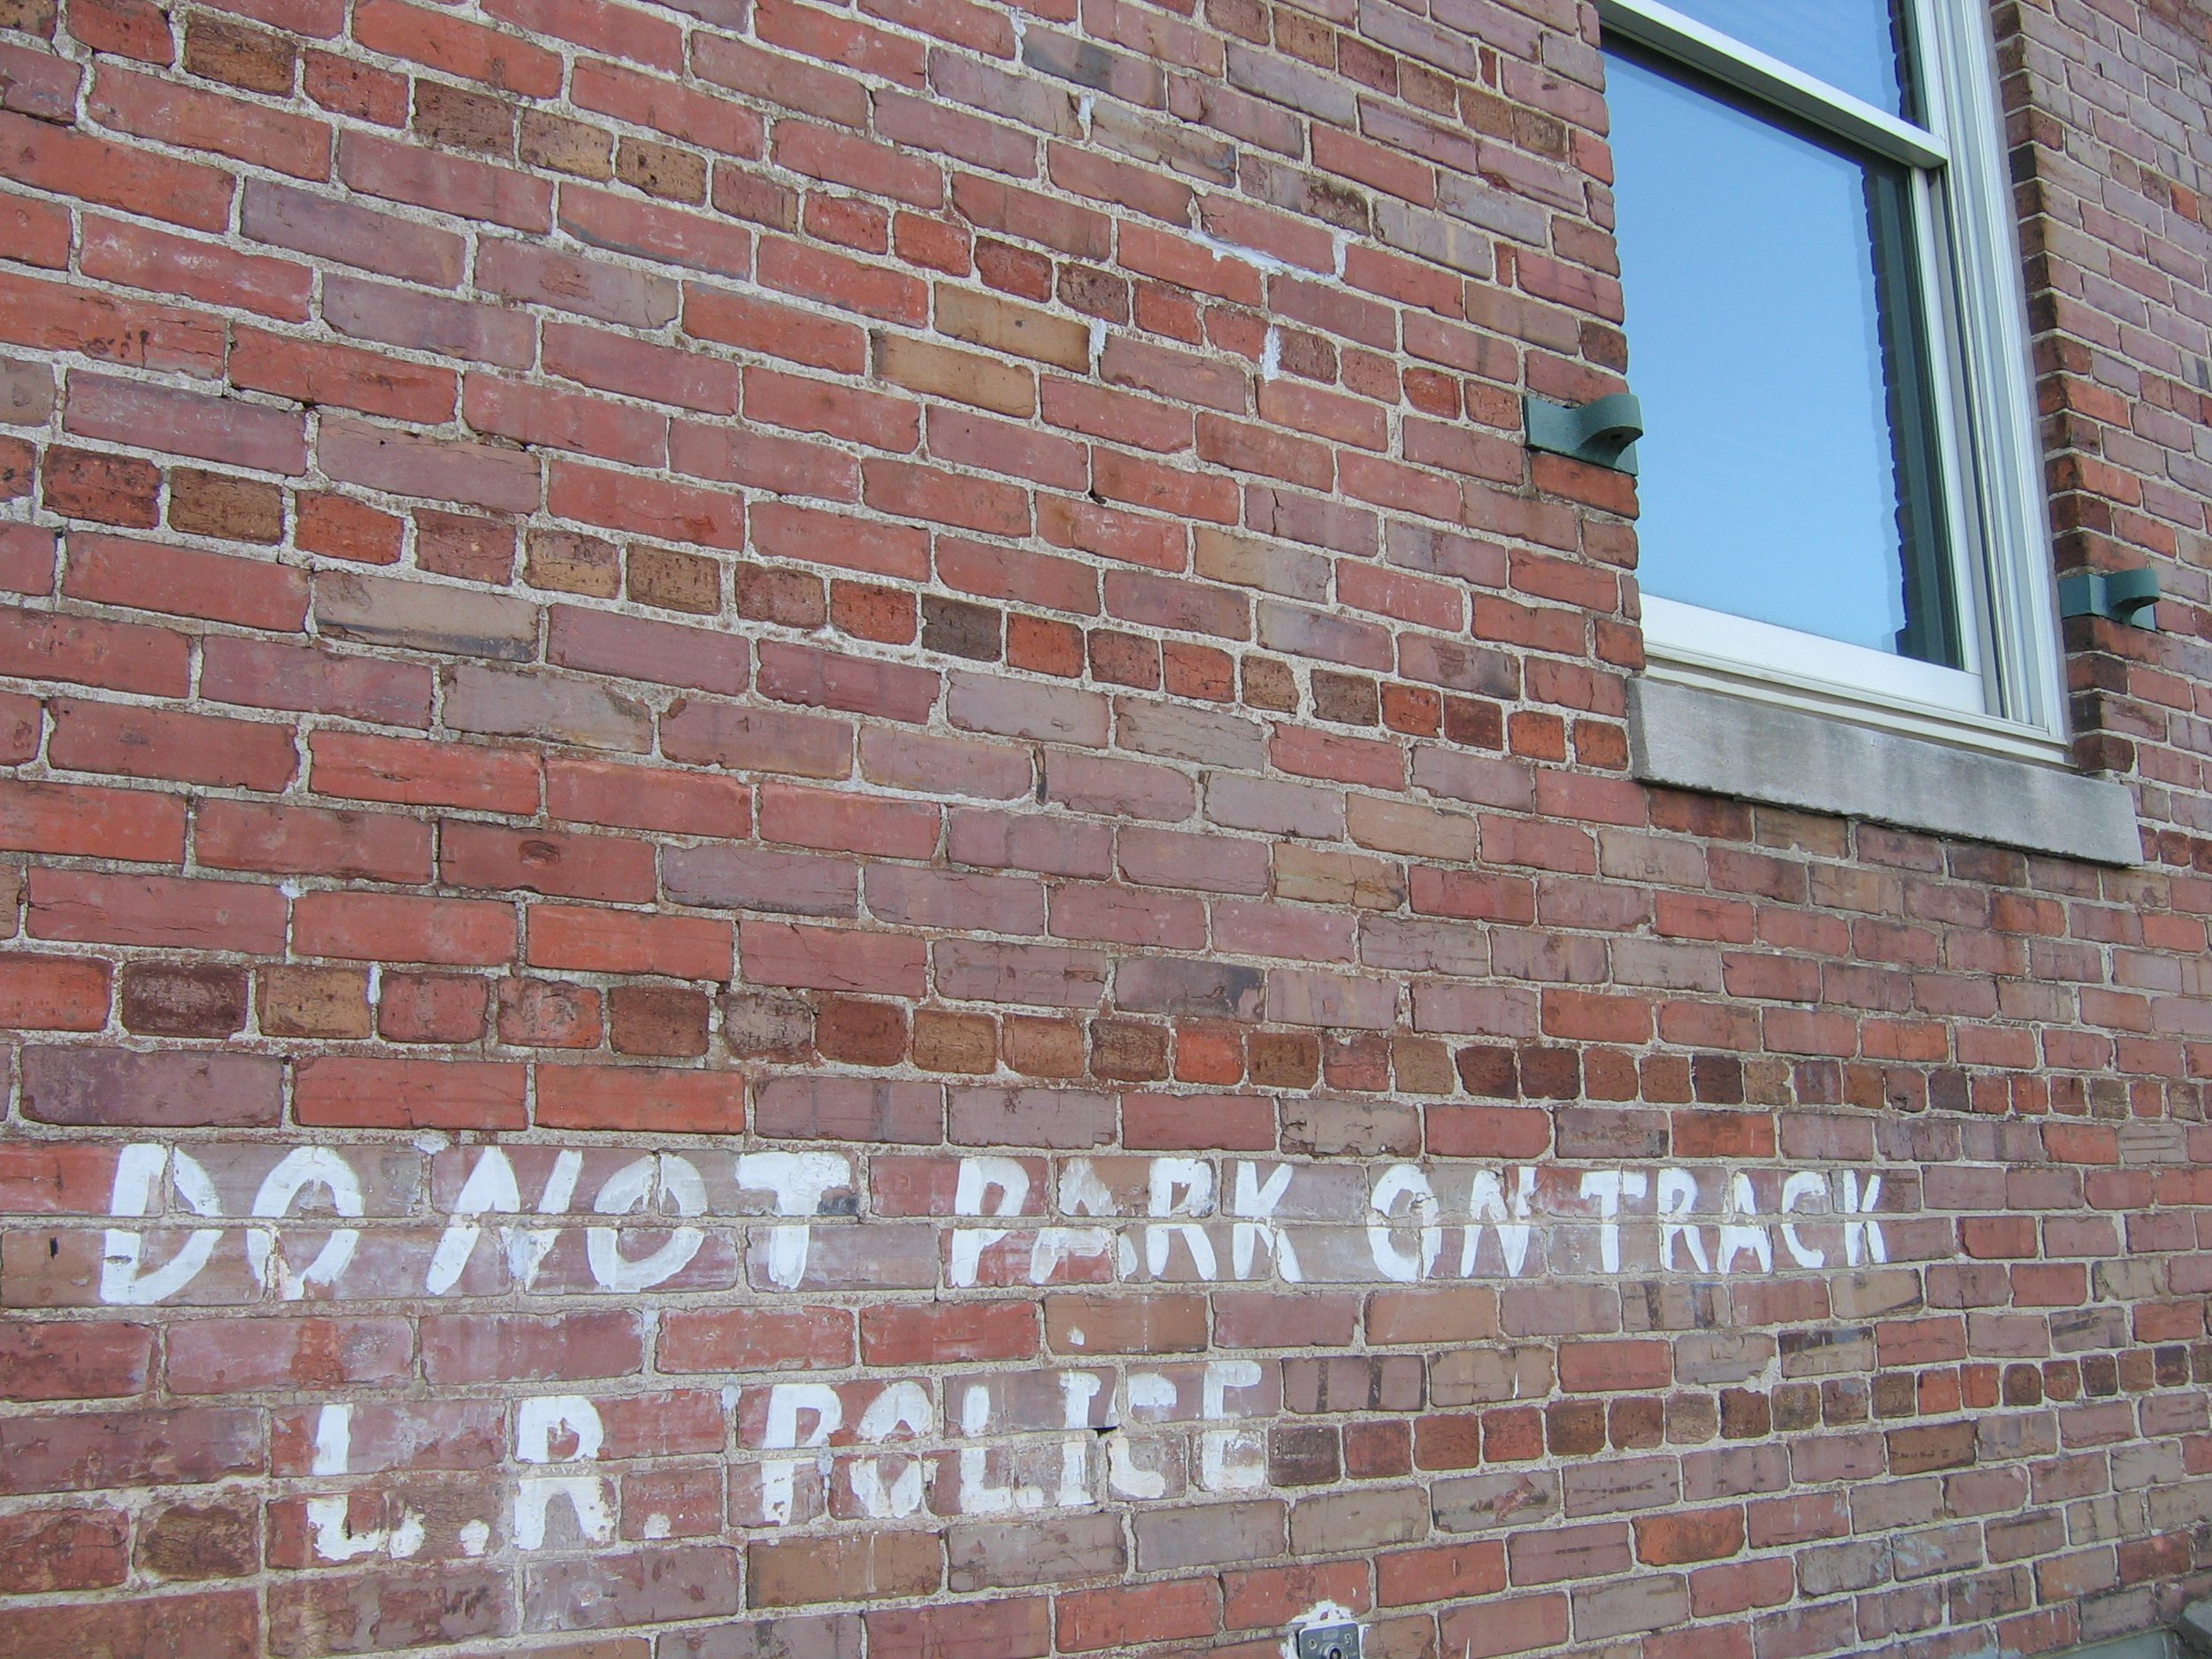 DO NOT PARK ON TRACK
L.R. POLICE